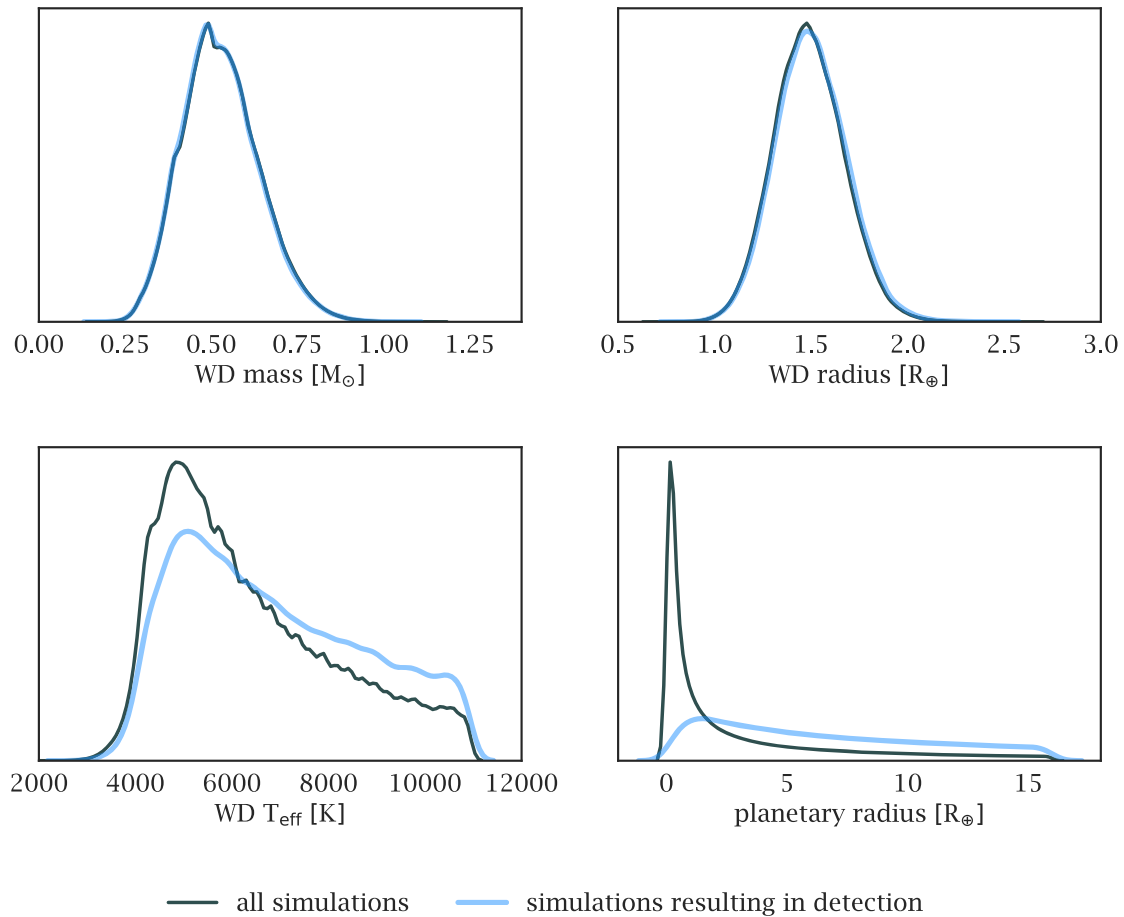 0.00 0.25 0.50 0.75 1.00 1.25
WD mass [M☉]
0.5 1.0 1.5 2.0 2.5 3.0
WD radius [R⊕]
2000 4000 6000 8000 10000 12000
WD Teff [K]
0 5 10 15
planetary radius [R⊕]
all simulations
simulations resulting in detection